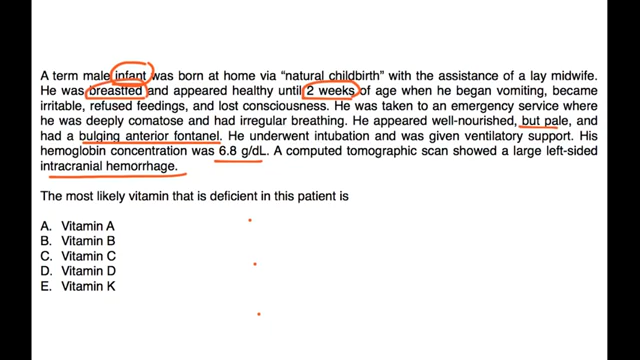 A term male infant was born at home via “natural childbirth” with the assistance of a lay midwife.
He was breastfed and appeared healthy until 2 weeks of age when he began vomiting, became
irritable, refused feedings, and lost consciousness. He was taken to an emergency service where
he was deeply comatose and had irregular breathing. He appeared well-nourished, but pale, and
had a bulging anterior fontanel. He underwent intubation and was given ventilatory support. His
hemoglobin concentration was 6.8 g/dL. A computed tomographic scan showed a large left-sided
intracranial hemorrhage.
The most likely vitamin that is deficient in this patient is
A. Vitamin A
B. Vitamin B
C. Vitamin C
D. Vitamin D
E. Vitamin K